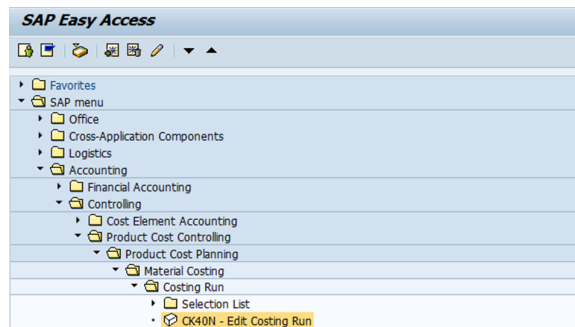 SAP Easy Access
Favorites
SAP menu
Office
Cross-Application Components
Logistics
Accounting
Financial Accounting
Controlling
Cost Element Accounting
Product Cost Controlling
Product Cost Planning
Material Costing
Costing Run
Selection List
CK40N - Edit Costing Run